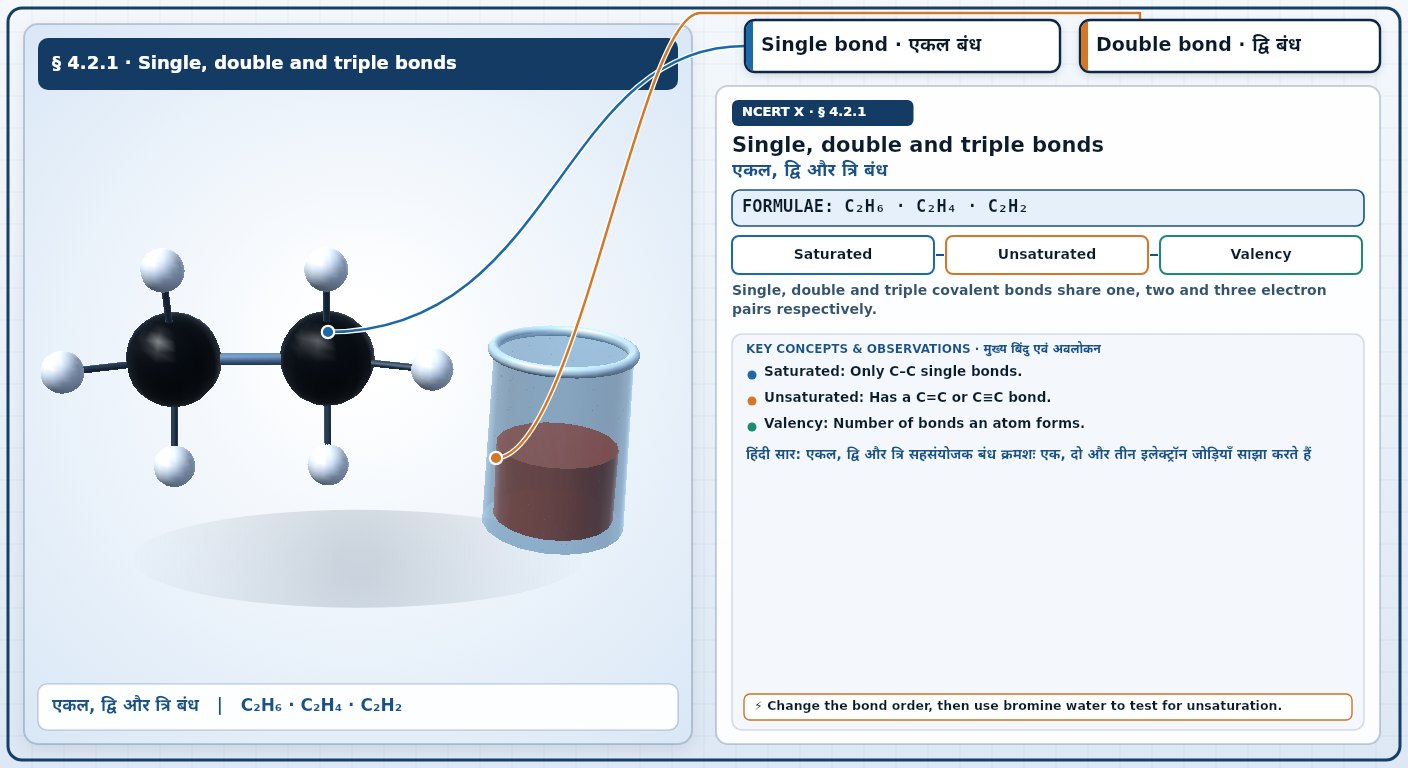 § 4.2.1 · Single, double and triple bonds
Single bond · एकल बंध
Double bond · द्वि बंध
NCERT X · § 4.2.1
Single, double and triple bonds
एकल, द्वि और त्रि बंध
FORMULAE: C₂H₆ · C₂H₄ · C₂H₂
Saturated
Unsaturated
Valency
Single, double and triple covalent bonds share one, two and three electron
pairs respectively.
KEY CONCEPTS & OBSERVATIONS · मुख्य बिंदु एवं अवलोकन
Saturated: Only C–C single bonds.
Unsaturated: Has a C=C or C≡C bond.
Valency: Number of bonds an atom forms.
हिंदी सार: एकल, द्वि और त्रि सहसंयोजक बंध क्रमशः एक, दो और तीन इलेक्ट्रॉन जोड़ियाँ साझा करते हैं
⚡ Change the bond order, then use bromine water to test for unsaturation.
एकल, द्वि और त्रि बंध | C₂H₆ · C₂H₄ · C₂H₂